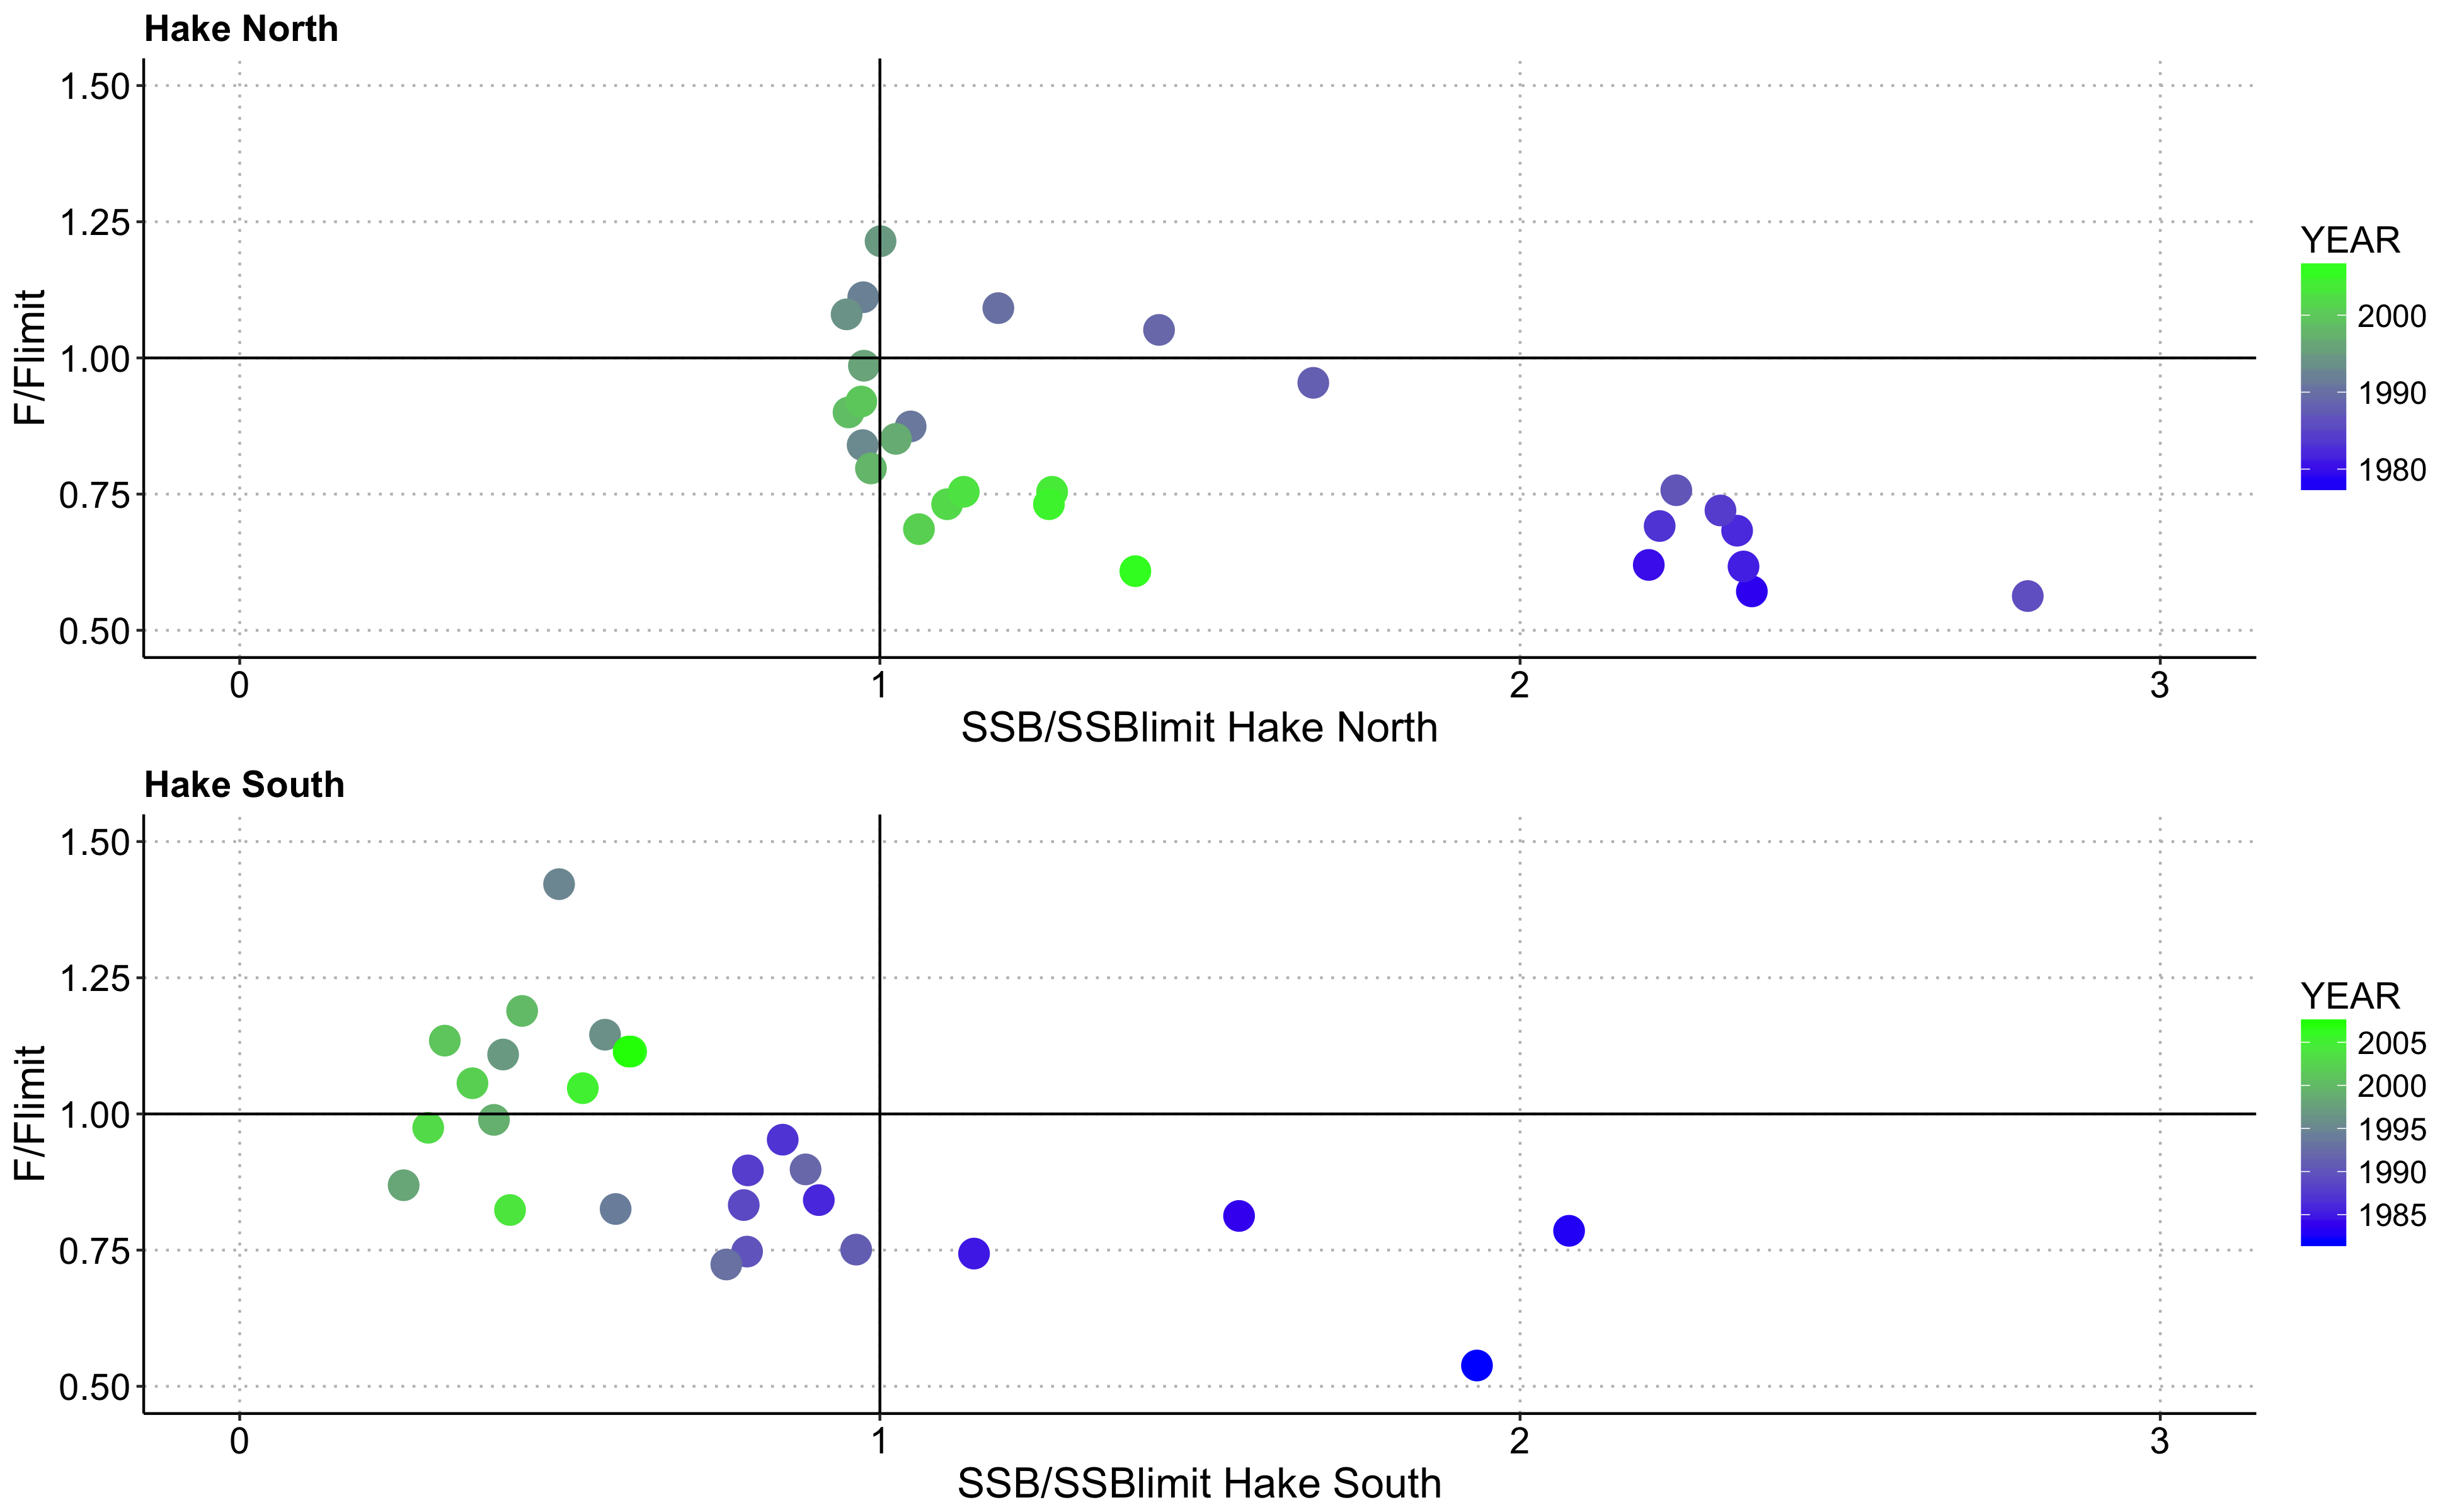 Hake North
1.50
1.25
1.00
0.75
0.50
F/Flimit
0 1 2 3
SSB/SSBlimit Hake North
YEAR
2000
1990
1980
Hake South
1.50
1.25
1.00
0.75
0.50
F/Flimit
0 1 2 3
SSB/SSBlimit Hake South
YEAR
2005
2000
1995
1990
1985